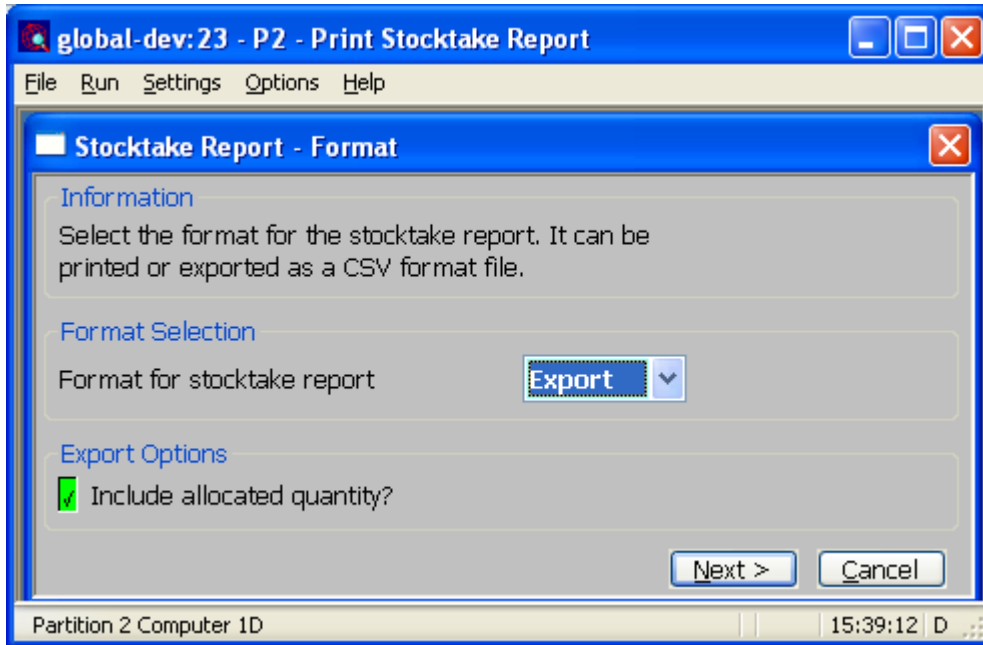 global-dev:23 - P2 - Print Stocktake Report
File Run Settings Options Help
Stocktake Report - Format
Information
Select the format for the stocktake report. It can be
printed or exported as a CSV format file.
Format Selection
Format for stocktake report Export
Export Options
Include allocated quantity?
Next > Cancel
Partition 2 Computer 1D 15:39:12 D